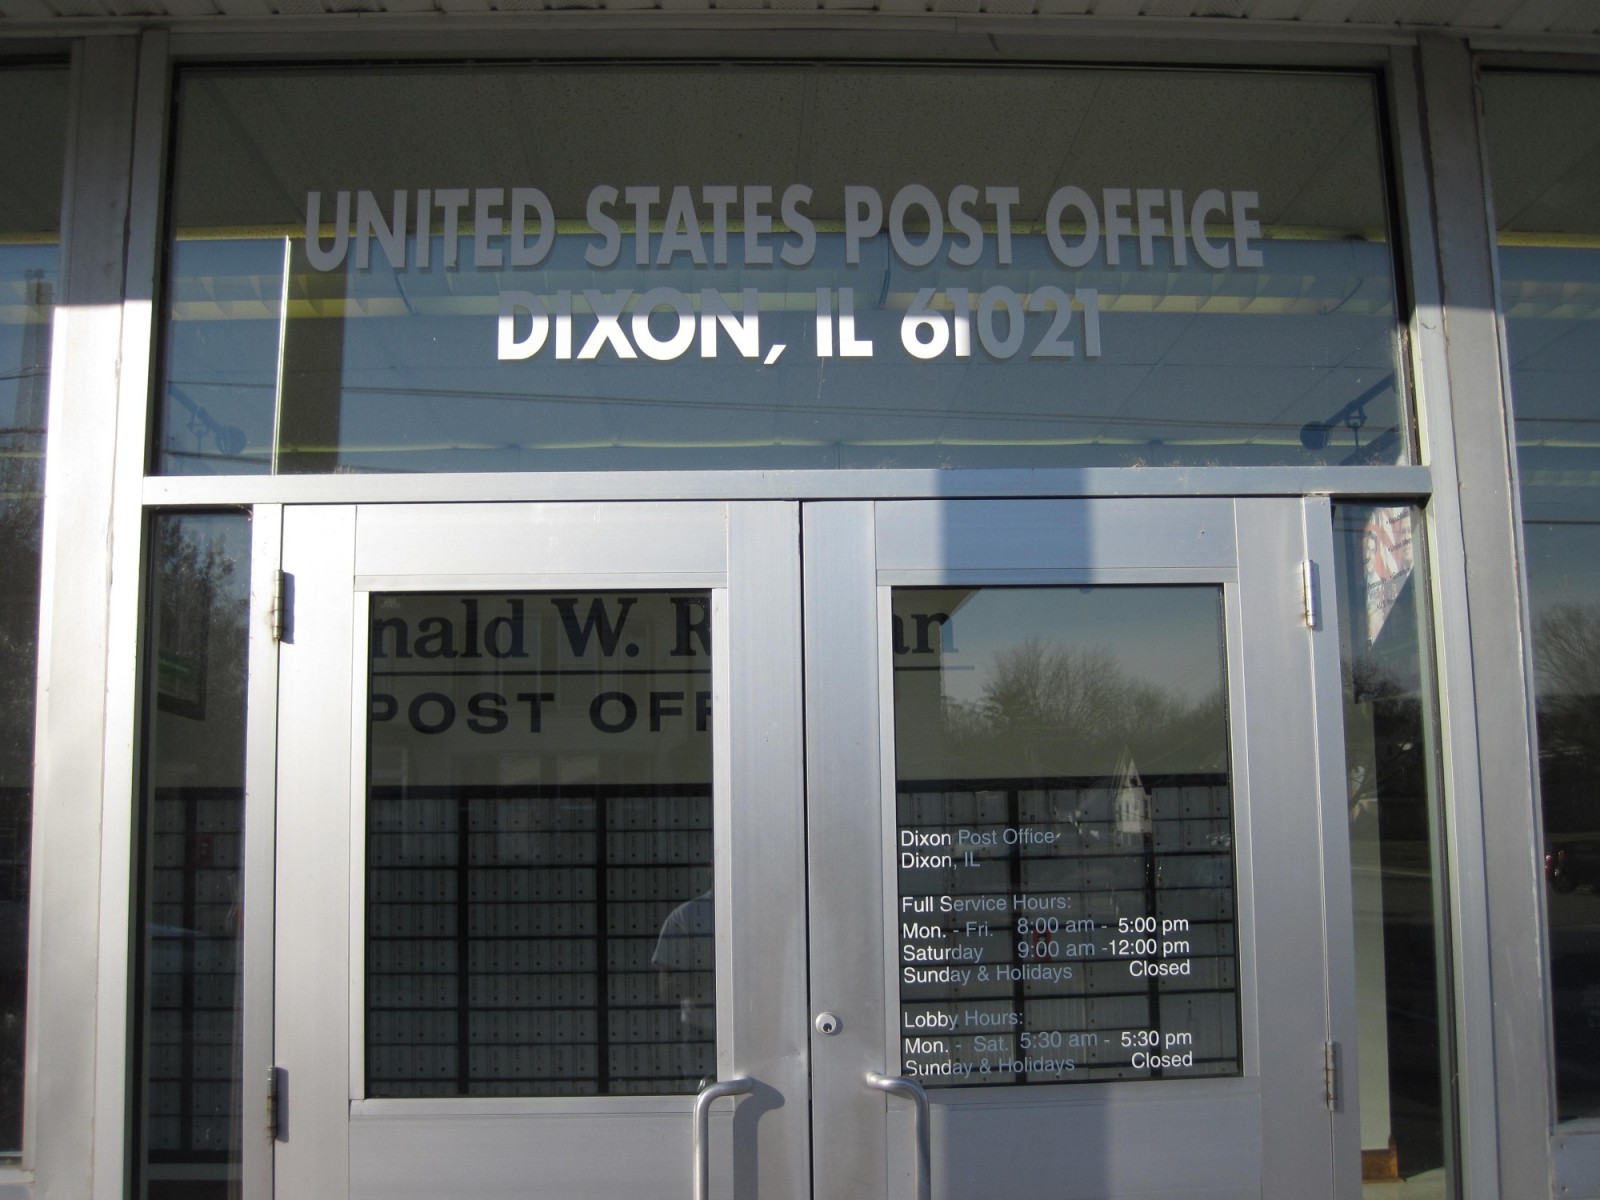 UNITED STATES POST OFFICE
DIXON, IL 61021
nald W. R an
POST OFF
Dixon Post Office
Dixon, IL
Full Service Hours:
Mon. - Fri. 8:00 am - 5:00 pm
Saturday 9:00 am -12:00 pm
Sunday & Holidays Closed
Lobby Hours:
Mon. - Sat. 5:30 am - 5:30 pm
Sunday & Holidays Closed